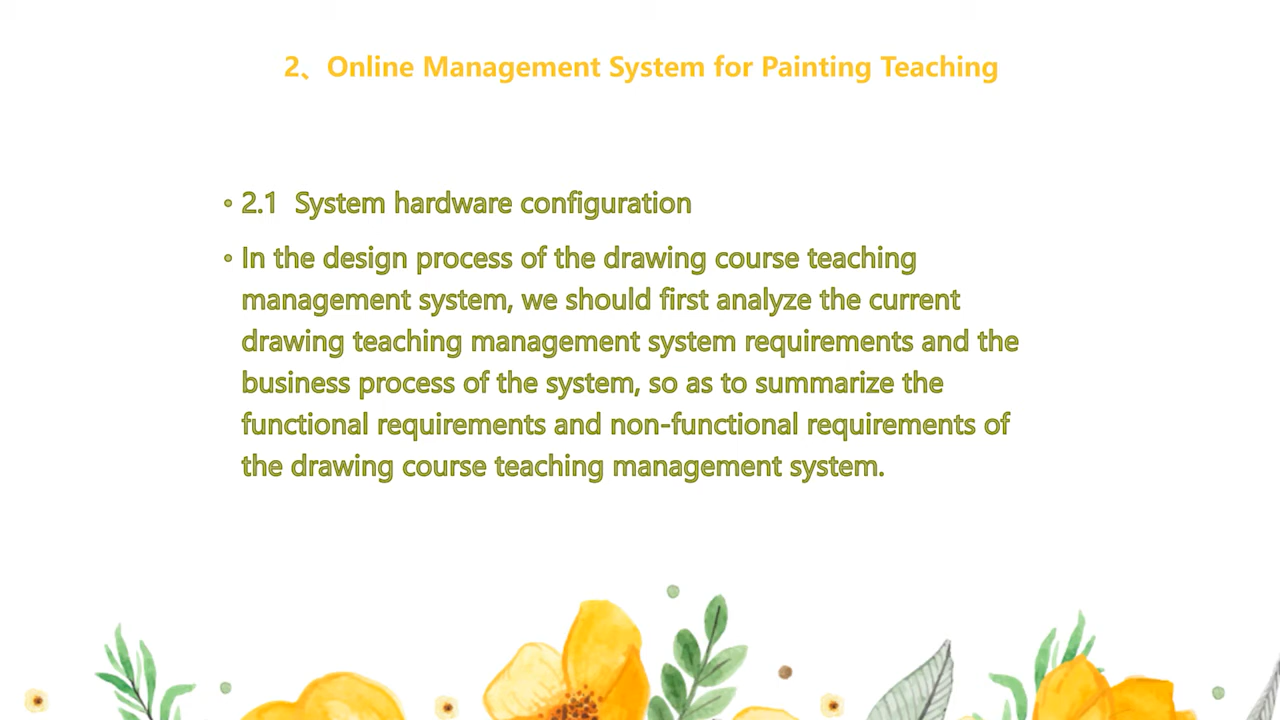 2、Online Management System for Painting Teaching
• 2.1  System hardware configuration
• In the design process of the drawing course teaching
management system, we should first analyze the current
drawing teaching management system requirements and the
business process of the system, so as to summarize the
functional requirements and non-functional requirements of
the drawing course teaching management system.